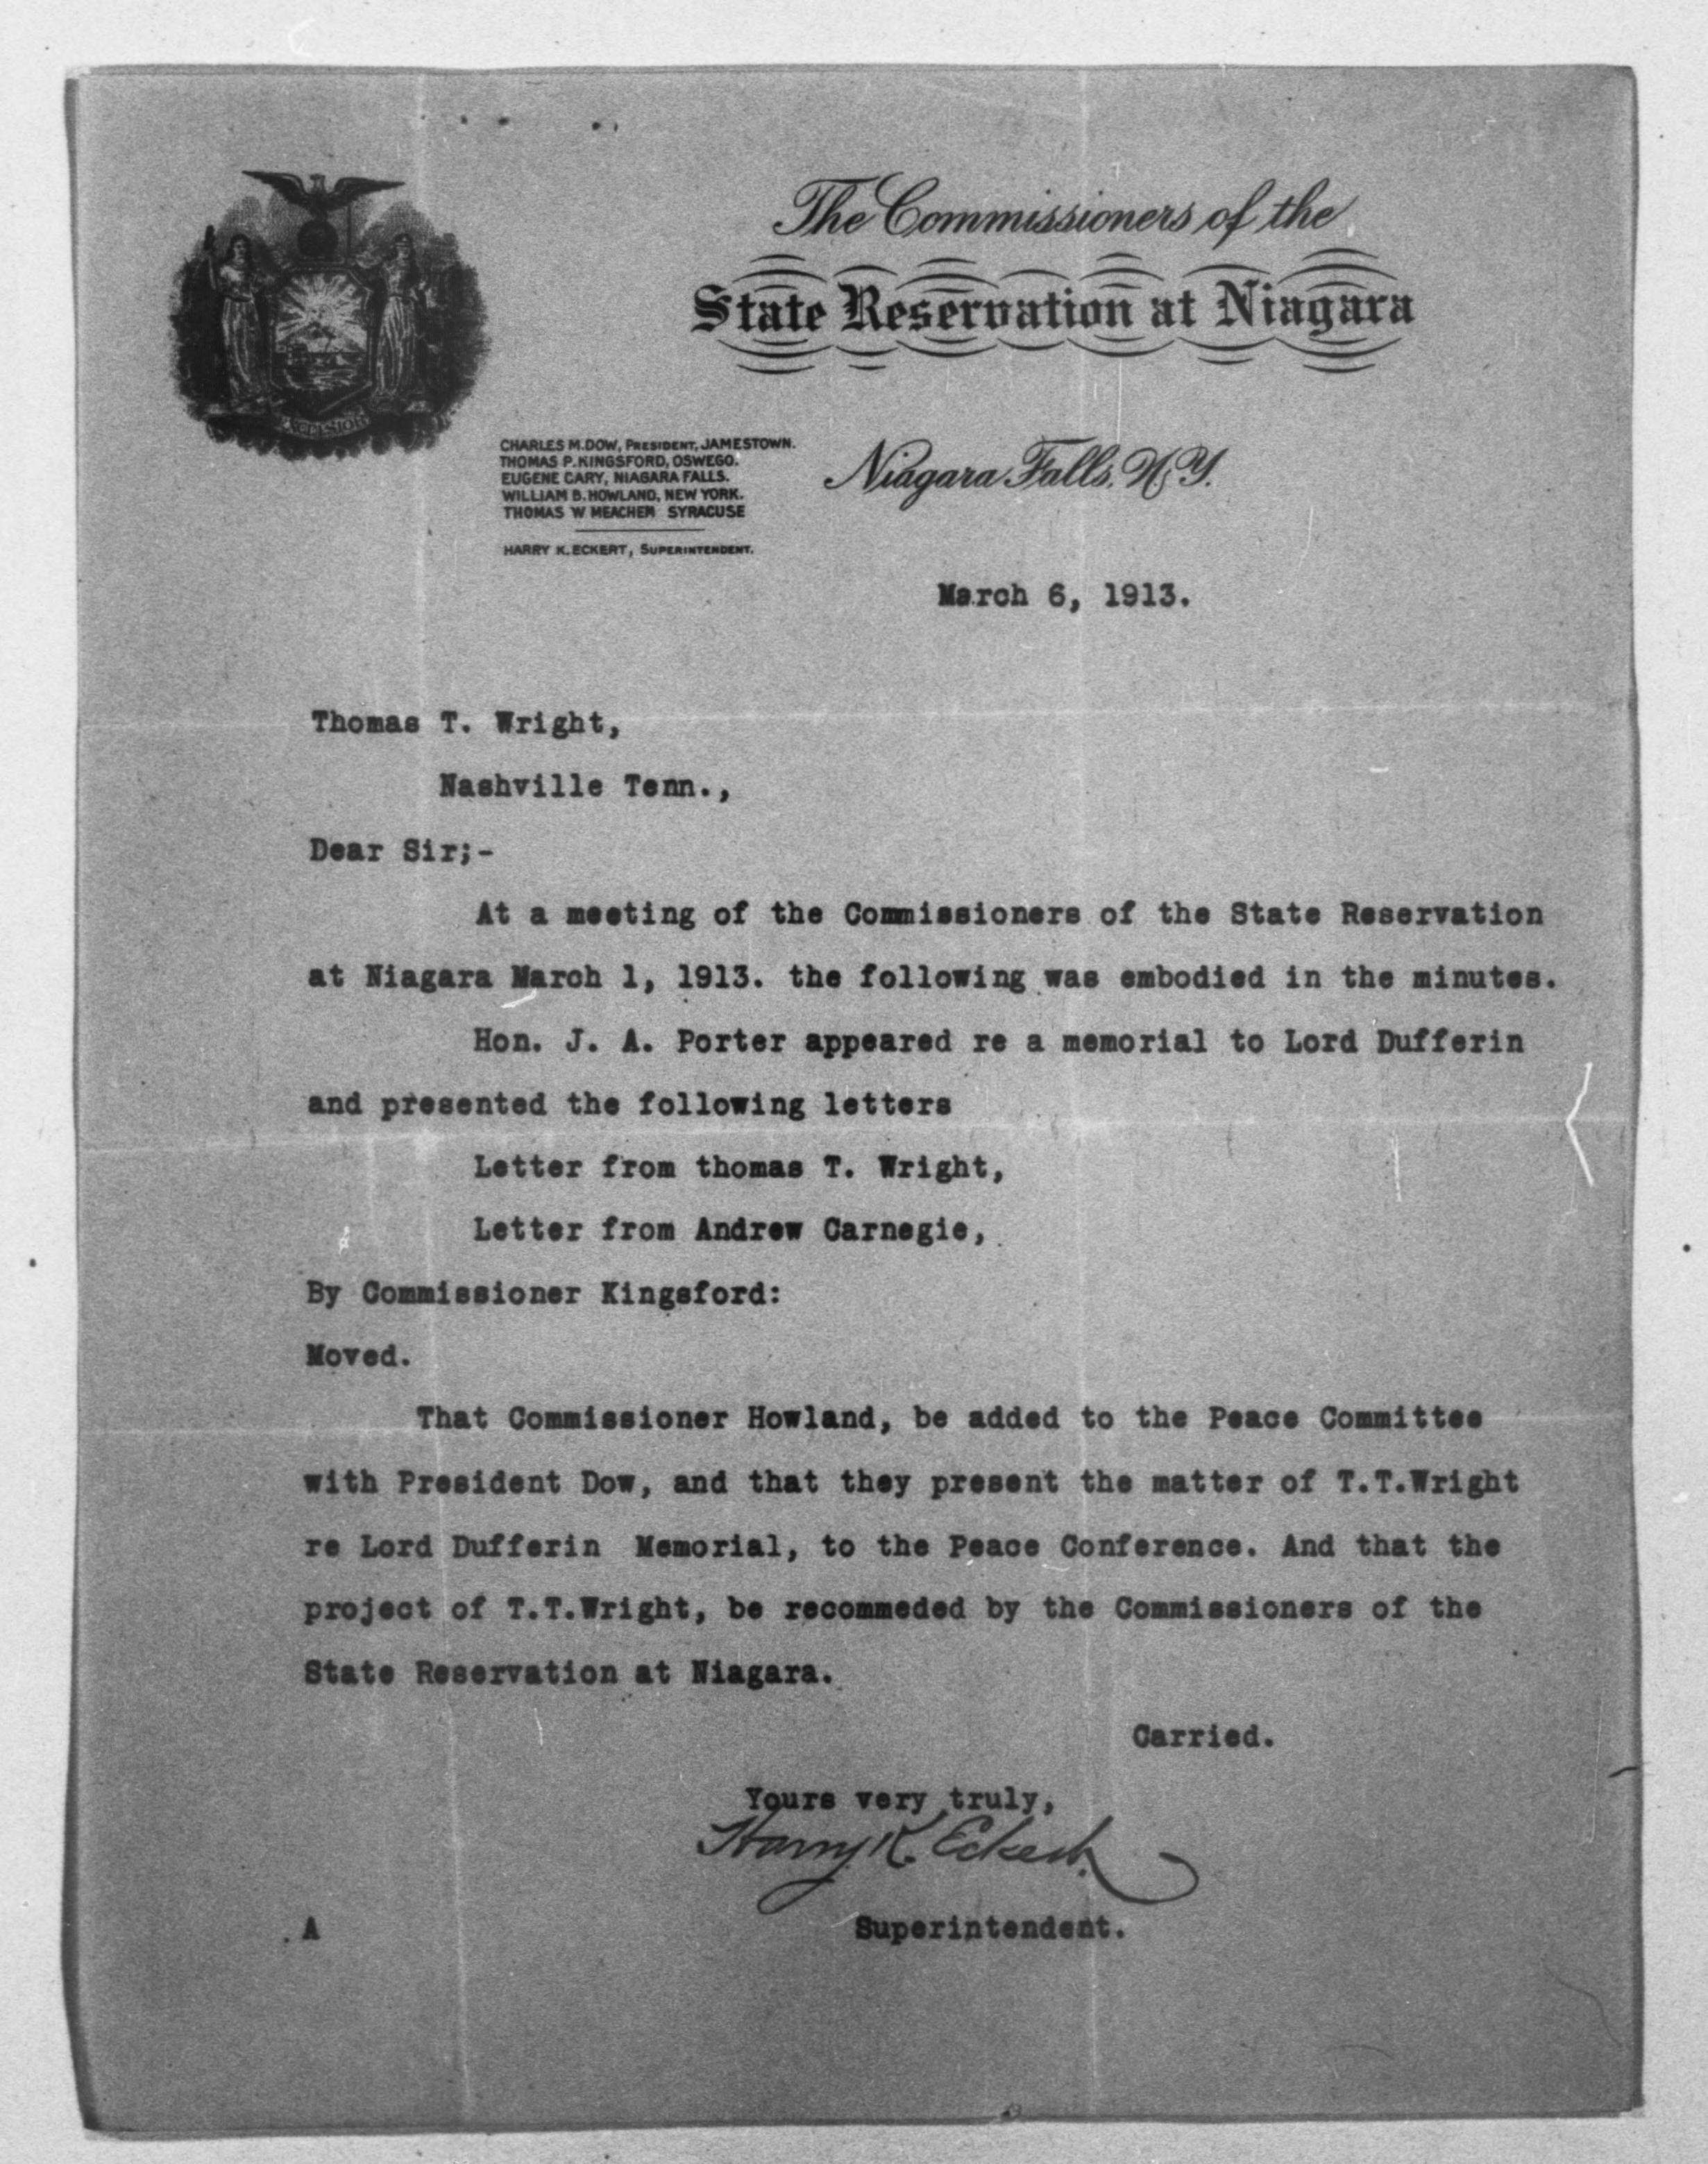 The Commissioners of the
State Reservation at Niagara
EXCELSIOR
CHARLES M. DOW, PRESIDENT, JAMESTOWN.
THOMAS P. KINGSFORD, OSWEGO.
EUGENE CARY, NIAGARA FALLS.
WILLIAM B. HOWLAND, NEW YORK.
THOMAS W MEACHEM SYRACUSE
HARRY K. ECKERT, SUPERINTENDENT.
Niagara Falls, N.Y.
March 6, 1913.
Thomas T. Wright,
Nashville Tenn.,
Dear Sir;-
At a meeting of the Commissioners of the State Reservation
at Niagara March 1, 1913. the following was embodied in the minutes.
Hon. J. A. Porter appeared re a memorial to Lord Dufferin
and presented the following letters
Letter from thomas T. Wright,
Letter from Andrew Carnegie,
By Commissioner Kingsford:
Moved.
That Commissioner Howland, be added to the Peace Committee
with President Dow, and that they present the matter of T.T.Wright
re Lord Dufferin Memorial, to the Peace Conference. And that the
project of T.T.Wright, be recommeded by the Commissioners of the
State Reservation at Niagara.
Carried.
Yours very truly,
Harry K. Eckert.
Superintendent.
A